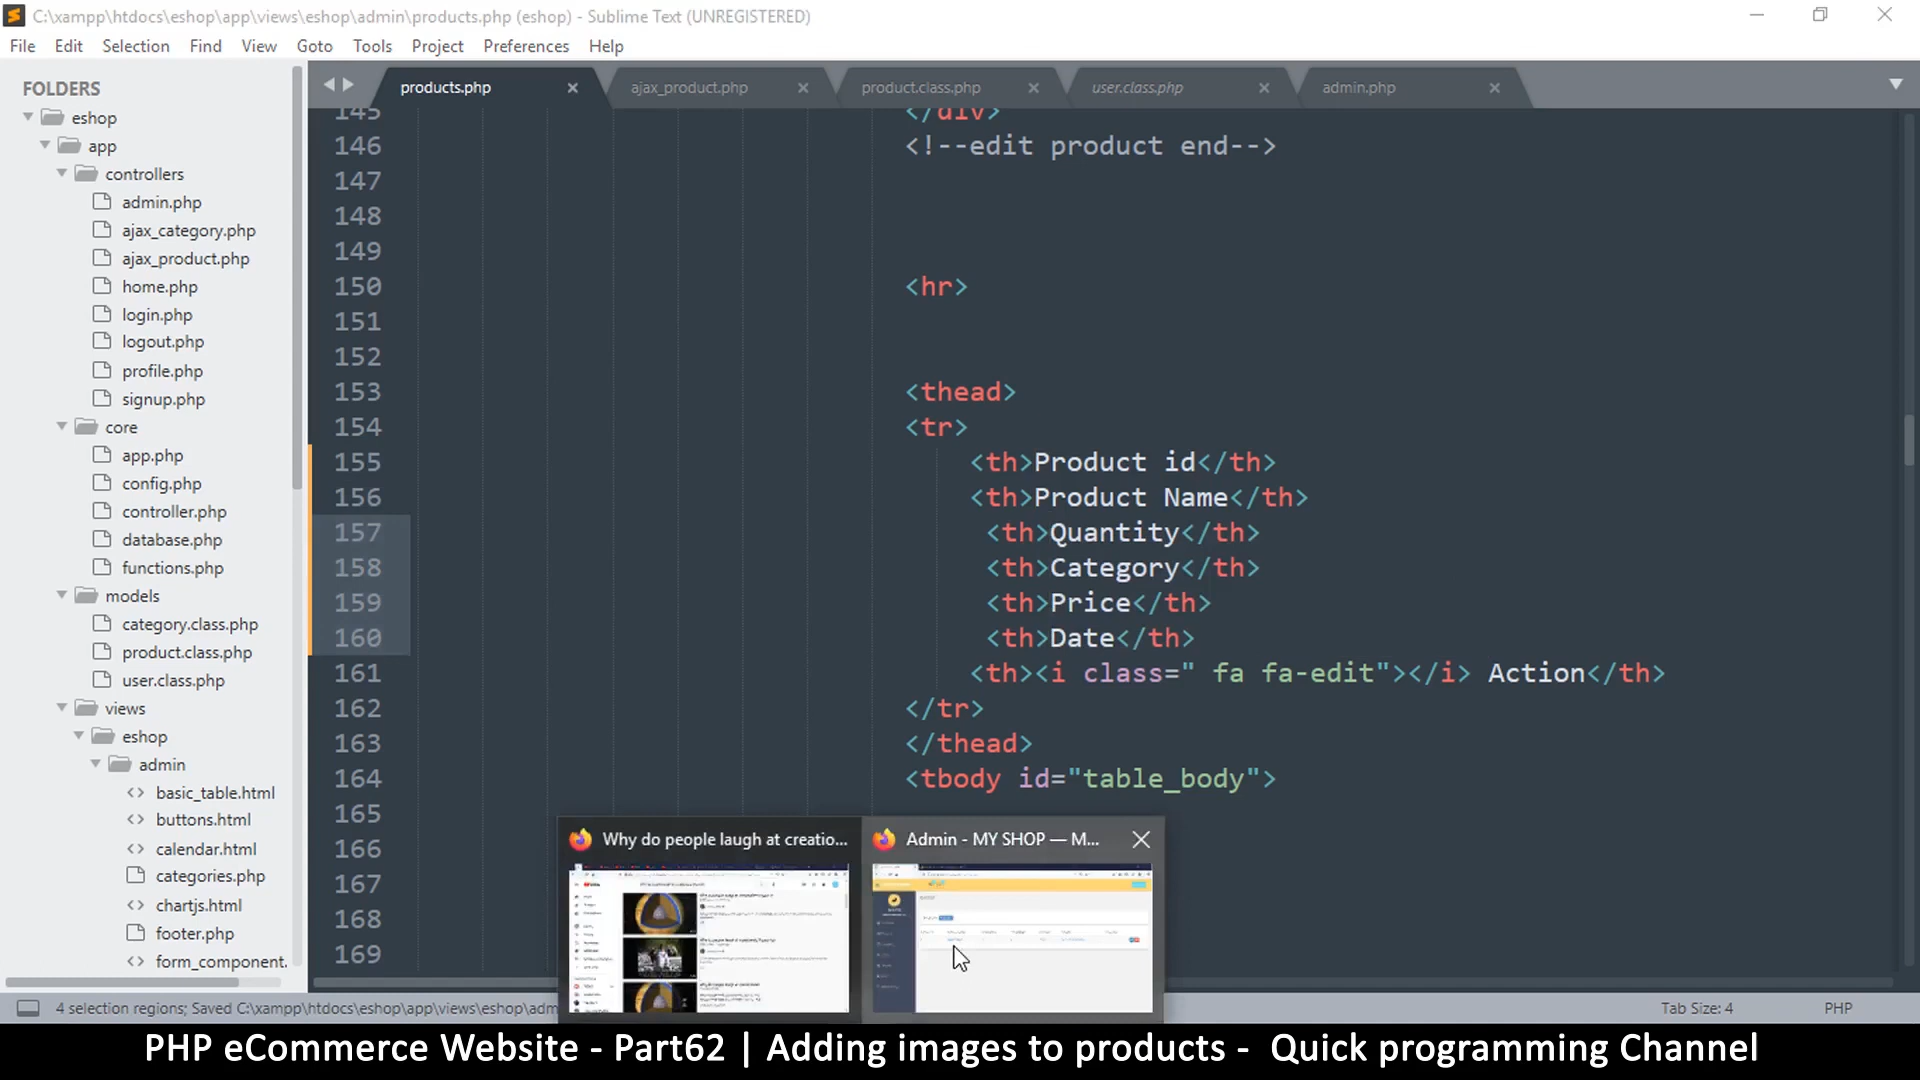 C:\xampp\htdocs\eshop\app\views\eshop\admin\products.php (eshop) - Sublime Text (UNREGISTERED)
File Edit Selection Find View Goto Tools Project Preferences Help
FOLDERS
eshop
app
controllers
admin.php
ajax_category.php
ajax_product.php
home.php
login.php
logout.php
profile.php
signup.php
core
app.php
config.php
controller.php
database.php
functions.php
models
category.class.php
product.class.php
user.class.php
views
eshop
admin
basic_table.html
buttons.html
calendar.html
categories.php
chartjs.html
footer.php
form_component.
products.php ajax_product.php product.class.php user.class.php admin.php
145 </div>
146 <!--edit product end-->
147
148
149
150 <hr>
151
152
153 <thead>
154 <tr>
155 <th>Product id</th>
156 <th>Product Name</th>
157 <th>Quantity</th>
158 <th>Category</th>
159 <th>Price</th>
160 <th>Date</th>
161 <th><i class=" fa fa-edit"></i> Action</th>
162 </tr>
163 </thead>
164 <tbody id="table_body">
165
166
167
168
169
Why do people laugh at creatio...
Admin - MY SHOP — M...
4 selection regions; Saved C:\xampp\htdocs\eshop\app\views\eshop\adm
Tab Size: 4
PHP
PHP eCommerce Website - Part62 | Adding images to products - Quick programming Channel